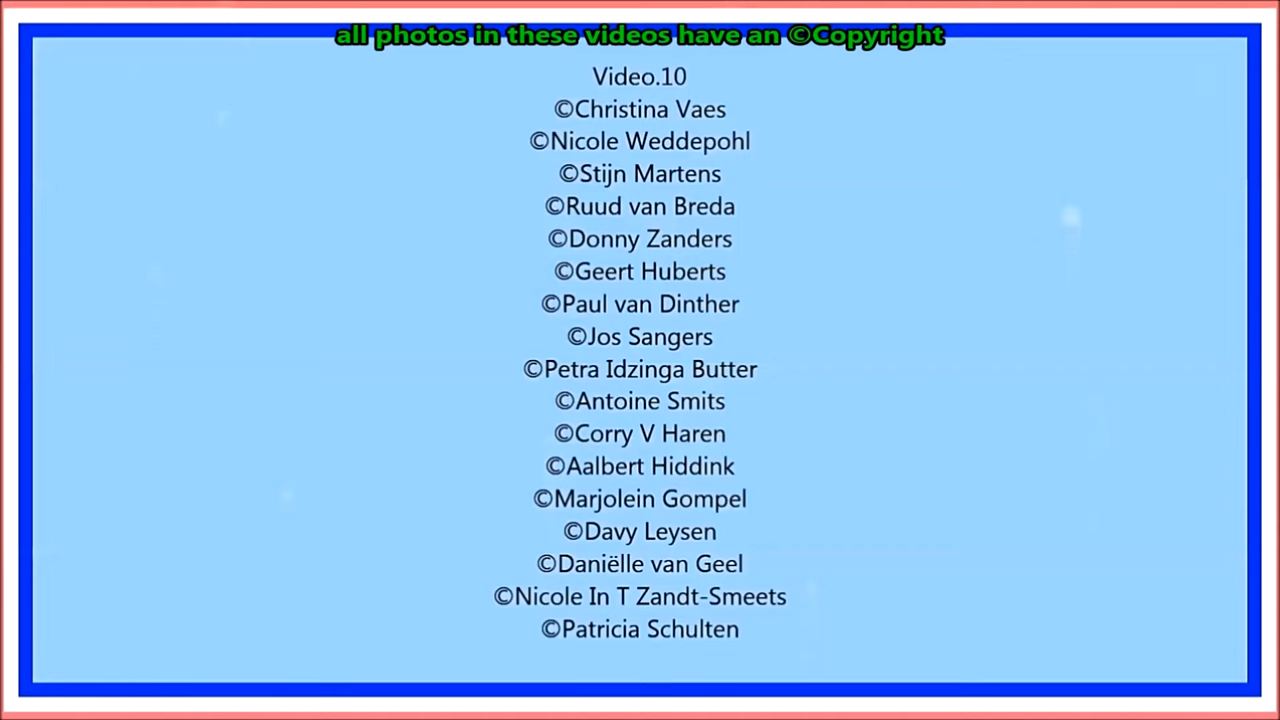 all photos in these videos have an ©Copyright
Video.10
©Christina Vaes
©Nicole Weddepohl
©Stijn Martens
©Ruud van Breda
©Donny Zanders
©Geert Huberts
©Paul van Dinther
©Jos Sangers
©Petra Idzinga Butter
©Antoine Smits
©Corry V Haren
©Aalbert Hiddink
©Marjolein Gompel
©Davy Leysen
©Daniëlle van Geel
©Nicole In T Zandt-Smeets
©Patricia Schulten